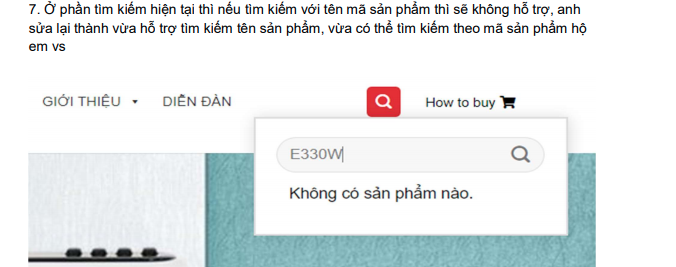 7. Ở phần tìm kiếm hiện tại thì nếu tìm kiếm với tên mã sản phẩm thì sẽ không hỗ trợ, anh
sửa lại thành vừa hỗ trợ tìm kiếm tên sản phẩm, vừa có thể tìm kiếm theo mã sản phẩm hộ
em vs
GIỚI THIỆU DIỄN ĐÀN How to buy
E330W
Không có sản phẩm nào.